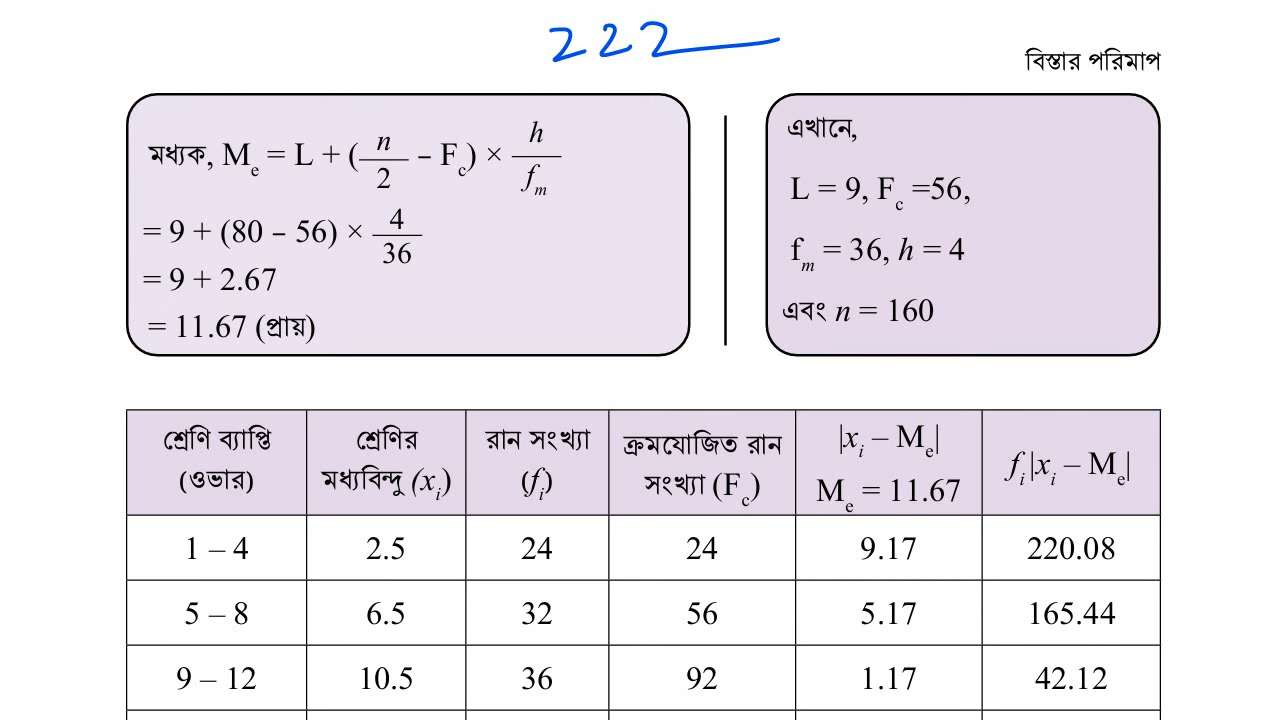 222
বিস্তার পরিমাপ
মধ্যক, Me = L + (n/2 – Fc) × h/fm
= 9 + (80 – 56) × 4/36
= 9 + 2.67
= 11.67 (প্রায়)
এখানে,
L = 9, Fc =56,
fm = 36, h = 4
এবং n = 160
শ্রেণি ব্যাপ্তি (ওভার) শ্রেণির মধ্যবিন্দু (xi) রান সংখ্যা (fi) ক্রমযোজিত রান সংখ্যা (Fc) |xi – Me| Me = 11.67 fi|xi – Me|
1 – 4 2.5 24 24 9.17 220.08
5 – 8 6.5 32 56 5.17 165.44
9 – 12 10.5 36 92 1.17 42.12